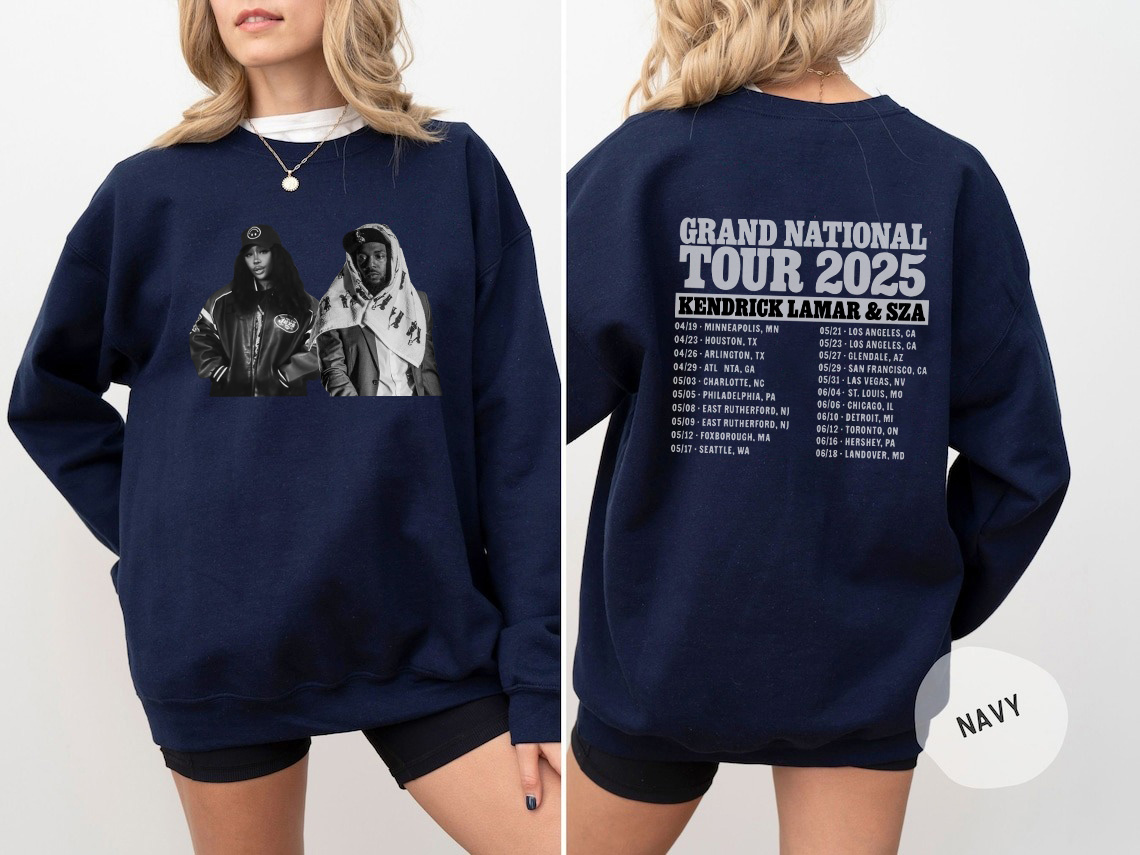 GRAND NATIONAL
TOUR 2025
KENDRICK LAMAR & SZA
04/19 · MINNEAPOLIS, MN
04/23 · HOUSTON, TX
04/26 · ARLINGTON, TX
04/29 · ATL NTA, GA
05/03 · CHARLOTTE, NC
05/05 · PHILADELPHIA, PA
05/08 · EAST RUTHERFORD, NJ
05/09 · EAST RUTHERFORD, NJ
05/12 · FOXBOROUGH, MA
05/17 · SEATTLE, WA
05/21 · LOS ANGELES, CA
05/23 · LOS ANGELES, CA
05/27 · GLENDALE, AZ
05/29 · SAN FRANCISCO, CA
05/31 · LAS VEGAS, NV
06/04 · ST. LOUIS, MO
06/06 · CHICAGO, IL
06/10 · DETROIT, MI
06/12 · TORONTO, ON
06/16 · HERSHEY, PA
06/18 · LANDOVER, MD
NAVY